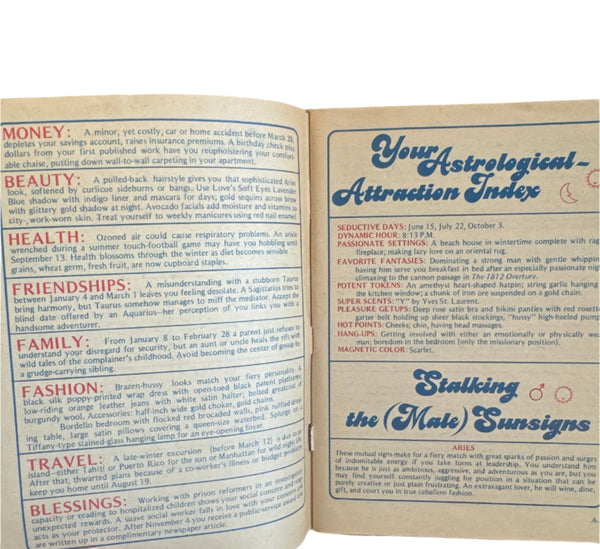 MONEY: A minor, yet costly, car or home accident before March 28,
depletes your savings account, raises insurance premiums. A birthday check plus
dollars from your first published work have you reupholstering your comfort-
able chaise, putting down wall-to-wall carpeting in your apartment.
BEAUTY: A pulled-back hairstyle gives you that sophisticated Aries
look, softened by curlicue sideburns or bangs. Use Love's Soft Eyes Lavender
Blue shadow with indigo liner and mascara for days, gold sequins across brow
with glittery gold shadow at night. Avocado facials add moisture and vitamins to
city-, work-worn skin. Treat yourself to weekly manicures using red nail enamel.
HEALTH: Ozoned air could cause respiratory problems. An ankle
wrenched during a summer touch-football game may have you hobbling until
September 13. Health blossoms through the winter as diet becomes sensible
grains, wheat germ, fresh fruit, are now cupboard staples.
FRIENDSHIPS: A misunderstanding with a stubborn Taurus
between January 4 and March 1 leaves you feeling desolate. A Sagittarius tries to
bring harmony, but Taurus somehow manages to miff the mediator. Accept the
blind date offered by an Aquarius—her perception of you links you with a
handsome adventurer.
FAMILY: From January 8 to February 28 a parent just refuses to
understand your disregard for security, but an aunt or uncle heals the rift with
wild tales of the complainer's childhood. Avoid becoming the center of group by
a grudge-carrying sibling.
FASHION: Brazen-hussy looks match your fiery personality. A
black silk poppy-printed wrap dress with open-toed black patent platforms;
low-riding orange leather jeans with white satin halter; belted greatcoat of
burgundy wool. Accessories: half-inch wide gold choker, gold chains.
Bordello bedroom with flocked red brocaded walls, pink ruffled dress-
ing table, large satin pillows covering a queen-size waterbed. Splurge on a
Tiffany-type stained-glass hanging lamp for an eye-opening foyer.
TRAVEL: A late-winter excursion (before March 12) is due to an
island—either Tahiti or Puerto Rico for the sun or Manhattan for wild night life.
After that, thwarted plans because of a co-worker's illness or budget problems
keep you home until August 19.
BLESSINGS: Working with prison reformers in an investigatory
capacity or reading to hospitalized children shows your social concern and reaps
unexpected rewards. A suave social worker falls in love with your concern and
acts as your protector. After November 4 you receive a public-service award and
are written up in a complimentary newspaper article.
Your
Astrological-
Attraction Index
SEDUCTIVE DAYS: June 15, July 22, October 3.
DYNAMIC HOUR: 8:13 P.M.
PASSIONATE SETTINGS: A beach house in wintertime complete with
fireplace; making lazy love on an oriental rug.
FAVORITE FANTASIES: Dominating a strong man with gentle
having him serve you breakfast in bed after an especially passionate
climaxing to the cannon passage in The 1812 Overture.
POTENT TOKENS: An amethyst heart-shaped hatpin; string garlic hanging
the kitchen window; a chunk of iron ore suspended on a gold chain.
SUPER SCENTS: "Y" by Yves St. Laurent.
PLEASURE GETUPS: Deep rose satin bra and bikini panties with red
garter belt holding up sheer black stockings, "hussy" high-heeled
HOT POINTS: Cheeks; chin, having head massages.
HANG-UPS: Getting involved with either an emotionally or physically
man; boredom in the bedroom (only the missionary position).
MAGNETIC COLOR: Scarlet.
Stalking
the (Male) Sunsigns
ARIES
These mutual signs make for a fiery match with great sparks of passion and surges
of indomitable energy if you take turns at leadership. You understand him
because he is just as ambitious, aggressive, and adventurous as you are, but you
may find yourself constantly juggling for position in a situation that can be
purely creative or just plain frustrating. An extravagant lover, he will wine, dine,
gift, and court you in true caballero fashion.